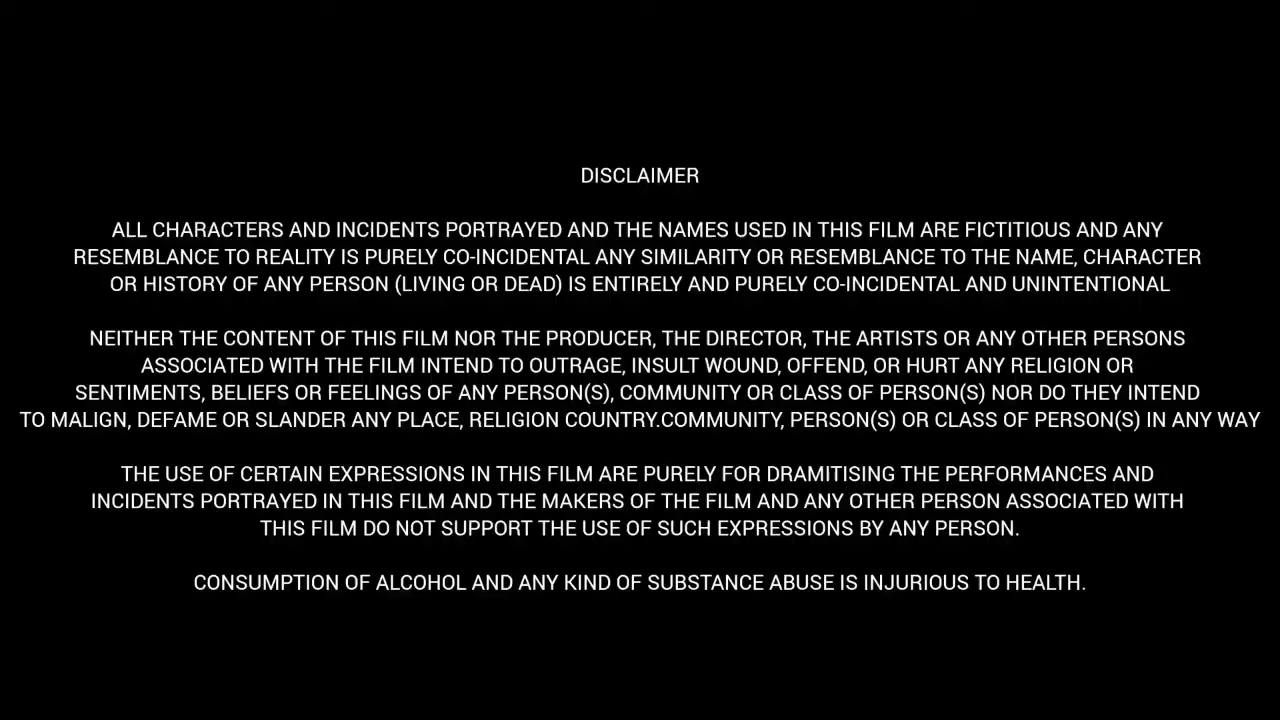 DISCLAIMER
ALL CHARACTERS AND INCIDENTS PORTRAYED AND THE NAMES USED IN THIS FILM ARE FICTITIOUS AND ANY
RESEMBLANCE TO REALITY IS PURELY CO-INCIDENTAL ANY SIMILARITY OR RESEMBLANCE TO THE NAME, CHARACTER
OR HISTORY OF ANY PERSON (LIVING OR DEAD) IS ENTIRELY AND PURELY CO-INCIDENTAL AND UNINTENTIONAL
NEITHER THE CONTENT OF THIS FILM NOR THE PRODUCER, THE DIRECTOR, THE ARTISTS OR ANY OTHER PERSONS
ASSOCIATED WITH THE FILM INTEND TO OUTRAGE, INSULT WOUND, OFFEND, OR HURT ANY RELIGION OR
SENTIMENTS, BELIEFS OR FEELINGS OF ANY PERSON(S), COMMUNITY OR CLASS OF PERSON(S) NOR DO THEY INTEND
TO MALIGN, DEFAME OR SLANDER ANY PLACE, RELIGION COUNTRY.COMMUNITY, PERSON(S) OR CLASS OF PERSON(S) IN ANY WAY
THE USE OF CERTAIN EXPRESSIONS IN THIS FILM ARE PURELY FOR DRAMITISING THE PERFORMANCES AND
INCIDENTS PORTRAYED IN THIS FILM AND THE MAKERS OF THE FILM AND ANY OTHER PERSON ASSOCIATED WITH
THIS FILM DO NOT SUPPORT THE USE OF SUCH EXPRESSIONS BY ANY PERSON.
CONSUMPTION OF ALCOHOL AND ANY KIND OF SUBSTANCE ABUSE IS INJURIOUS TO HEALTH.